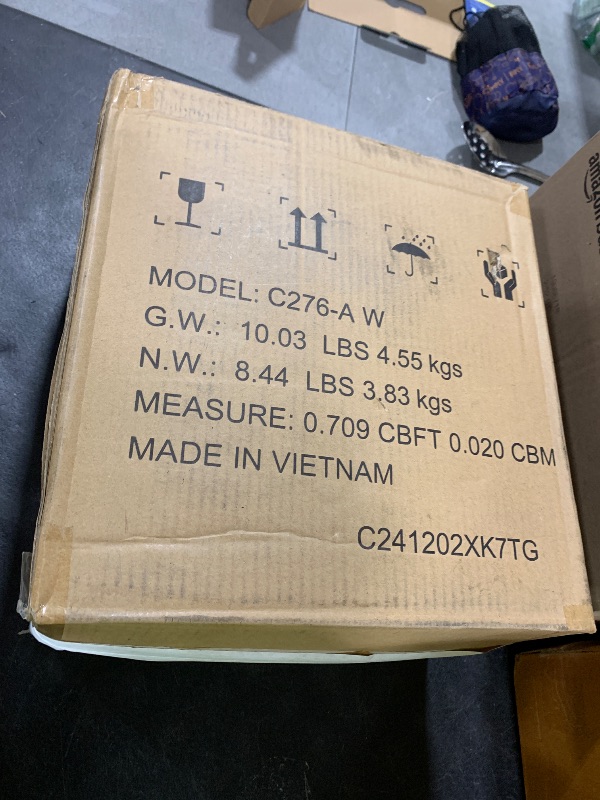 MODEL: C276-A W
G.W.: 10.03 LBS 4.55 kgs
N.W.: 8.44 LBS 3.83 kgs
MEASURE: 0.709 CBFT 0.020 CBM
MADE IN VIETNAM
C241202XK7TG
amazon